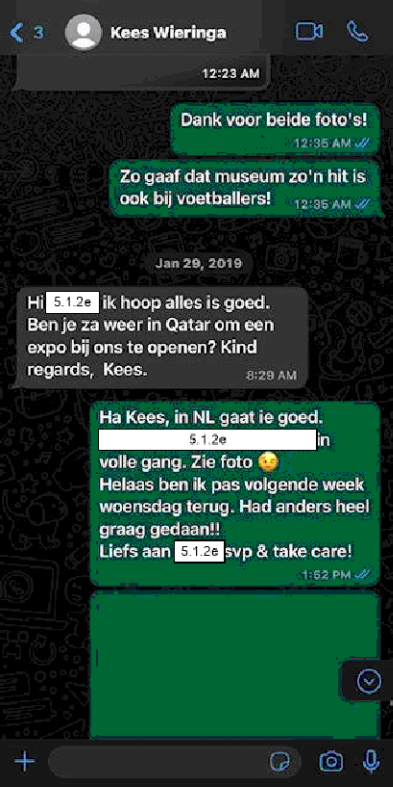 3 Kees Wieringa
12:23 AM
Dank voor beide foto's!
12:35 AM
Zo gaaf dat museum zo'n hit is
ook bij voetballers! 12:35 AM
Jan 29, 2019
Hi 5.1.2e ik hoop alles is goed.
Ben je za weer in Qatar om een
expo bij ons te openen? Kind
regards, Kees.
8:29 AM
Ha Kees, in NL gaat ie goed.
5.1.2e in
volle gang. Zie foto 😉
Helaas ben ik pas volgende week
woensdag terug. Had anders heel
graag gedaan!!
Liefs aan 5.1.2e svp & take care!
1:52 PM